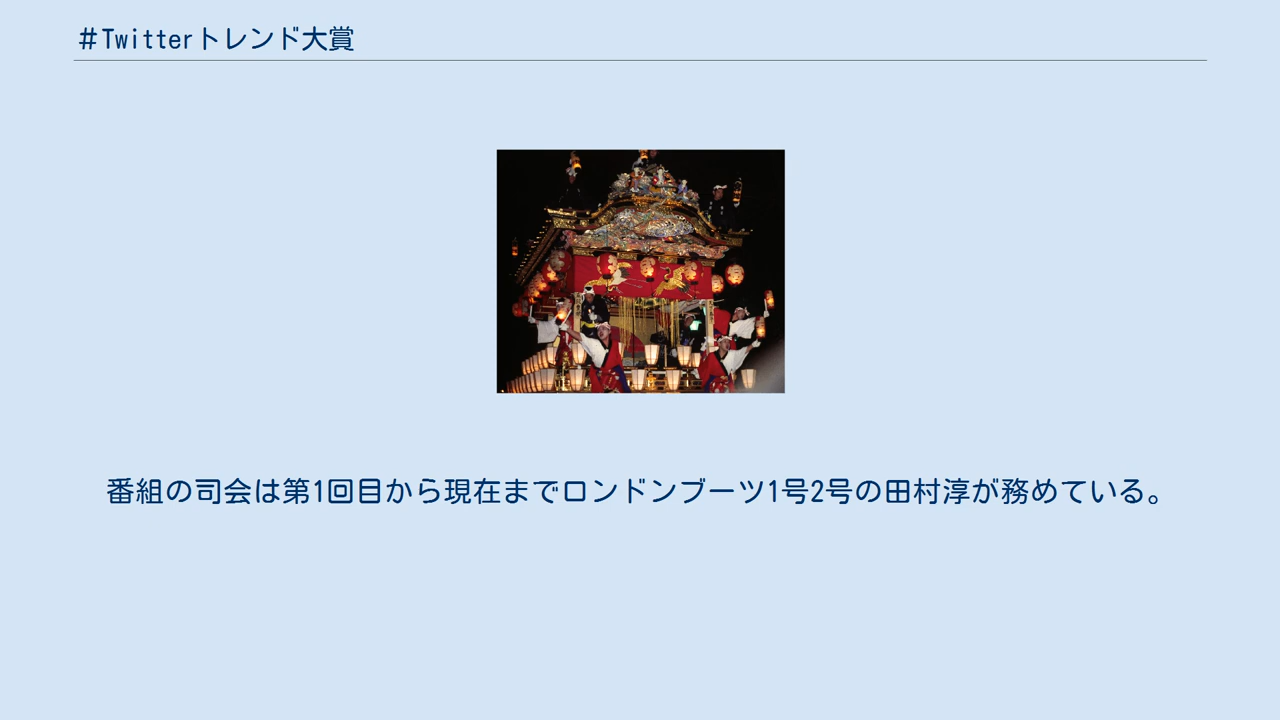 ＃Twitterトレンド大賞
番組の司会は第1回目から現在までロンドンブーツ1号2号の田村淳が務めている。